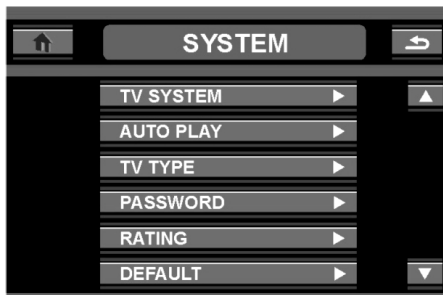 SYSTEM
TV SYSTEM
AUTO PLAY
TV TYPE
PASSWORD
RATING
DEFAULT